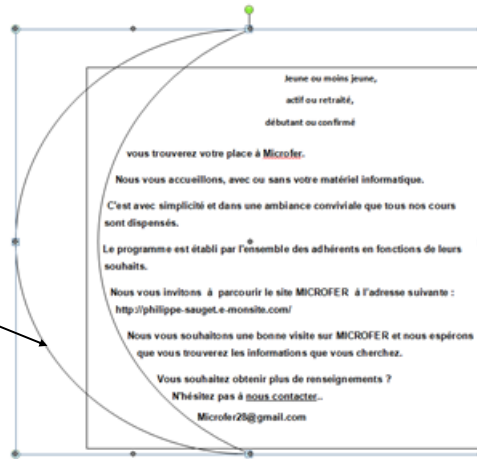 Jeune ou moins jeune,
actif ou retraité,
débutant ou confirmé
vous trouverez votre place à Microfer.
Nous vous accueillons, avec ou sans votre matériel informatique.
C'est avec simplicité et dans une ambiance conviviale que tous nos cours
sont dispensés.
Le programme est établi par l'ensemble des adhérents en fonctions de leurs
souhaits.
Nous vous invitons à parcourir le site MICROFER à l'adresse suivante :
http://philippe-sauget.e-monsite.com/
Nous vous souhaitons une bonne visite sur MICROFER et nous espérons
que vous trouverez les informations que vous cherchez.
Vous souhaitez obtenir plus de renseignements ?
N'hésitez pas á nous contacter..
Microfer28@gmail.com